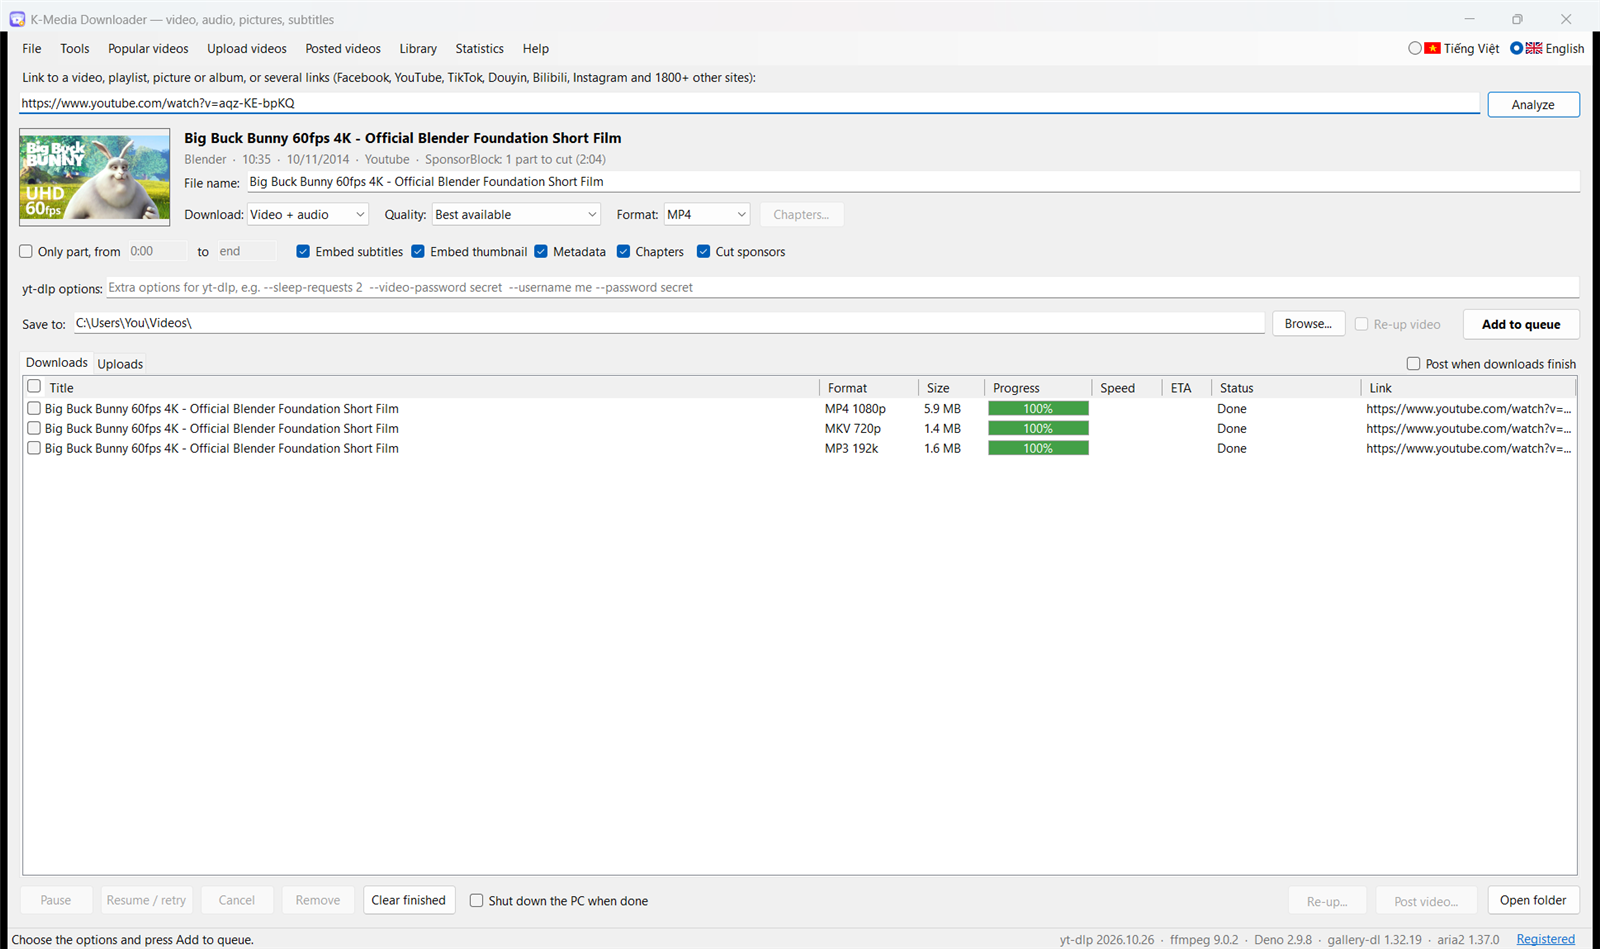 K-Media Downloader — video, audio, pictures, subtitles
File Tools Popular videos Upload videos Posted videos Library Statistics Help Tiếng Việt English
Link to a video, playlist, picture or album, or several links (Facebook, YouTube, TikTok, Douyin, Bilibili, Instagram and 1800+ other sites):
https://www.youtube.com/watch?v=aqz-KE-bpKQ Analyze
Big Buck BUNNY UHD 60fps
Big Buck Bunny 60fps 4K - Official Blender Foundation Short Film
Blender · 10:35 · 10/11/2014 · Youtube · SponsorBlock: 1 part to cut (2:04)
File name: Big Buck Bunny 60fps 4K - Official Blender Foundation Short Film
Download: Video + audio Quality: Best available Format: MP4 Chapters...
Only part, from 0:00 to end Embed subtitles Embed thumbnail Metadata Chapters Cut sponsors
yt-dlp options: Extra options for yt-dlp, e.g. --sleep-requests 2 --video-password secret --username me --password secret
Save to: C:\Users\You\Videos\ Browse... Re-up video Add to queue
Downloads Uploads Post when downloads finish
Title Format Size Progress Speed ETA Status Link
Big Buck Bunny 60fps 4K - Official Blender Foundation Short Film MP4 1080p 5.9 MB 100% Done https://www.youtube.com/watch?v=...
Big Buck Bunny 60fps 4K - Official Blender Foundation Short Film MKV 720p 1.4 MB 100% Done https://www.youtube.com/watch?v=...
Big Buck Bunny 60fps 4K - Official Blender Foundation Short Film MP3 192k 1.6 MB 100% Done https://www.youtube.com/watch?v=...
Pause Resume / retry Cancel Remove Clear finished Shut down the PC when done Re-up... Post video... Open folder
Choose the options and press Add to queue. yt-dlp 2026.10.26 · ffmpeg 9.0.2 · Deno 2.9.8 · gallery-dl 1.32.19 · aria2 1.37.0 Registered